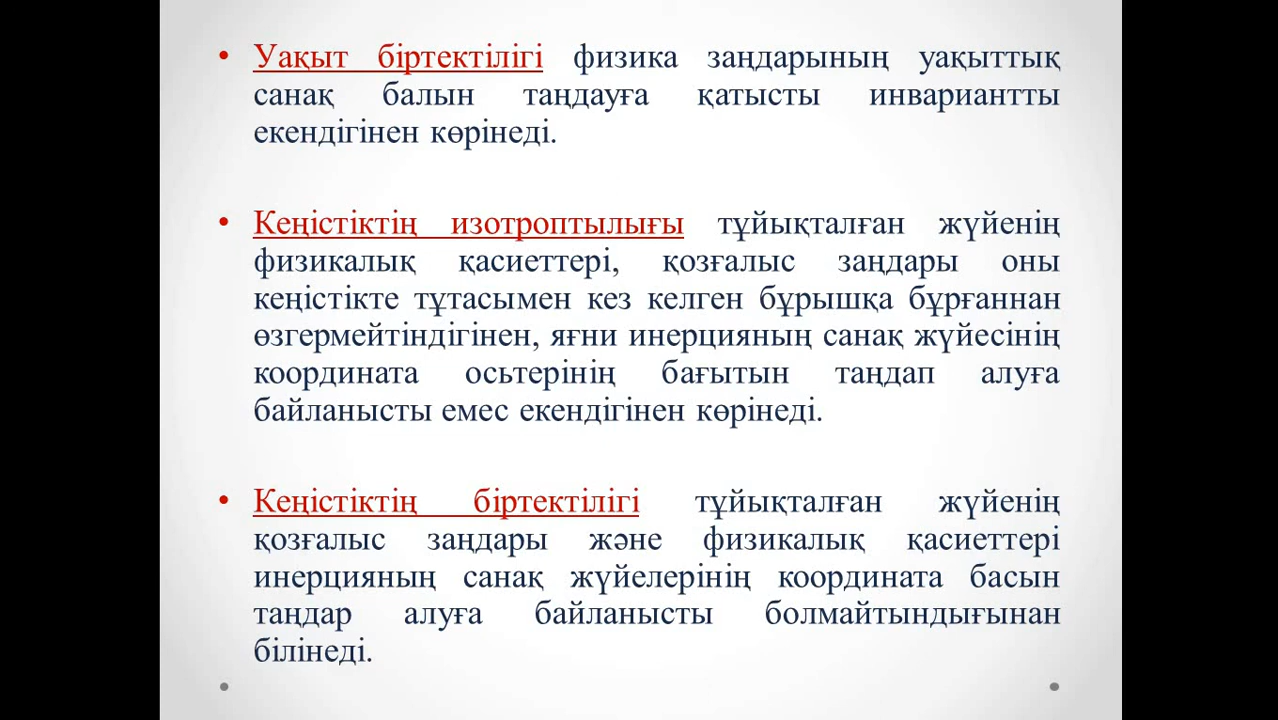 • Уақыт біртектілігі физика заңдарының уақыттық
санақ балын таңдауға қатысты инвариантты
екендігінен көрінеді.
• Кеңістіктің изотроптылығы тұйықталған жүйенің
физикалық қасиеттері, қозғалыс заңдары оны
кеңістікте тұтасымен кез келген бұрышқа бұрғаннан
өзгермейтіндігінен, яғни инерцияның санақ жүйесінің
координата осьтерінің бағытын таңдап алуға
байланысты емес екендігінен көрінеді.
• Кеңістіктің біртектілігі тұйықталған жүйенің
қозғалыс заңдары және физикалық қасиеттері
инерцияның санақ жүйелерінің координата басын
таңдар алуға байланысты болмайтындығынан
білінеді.